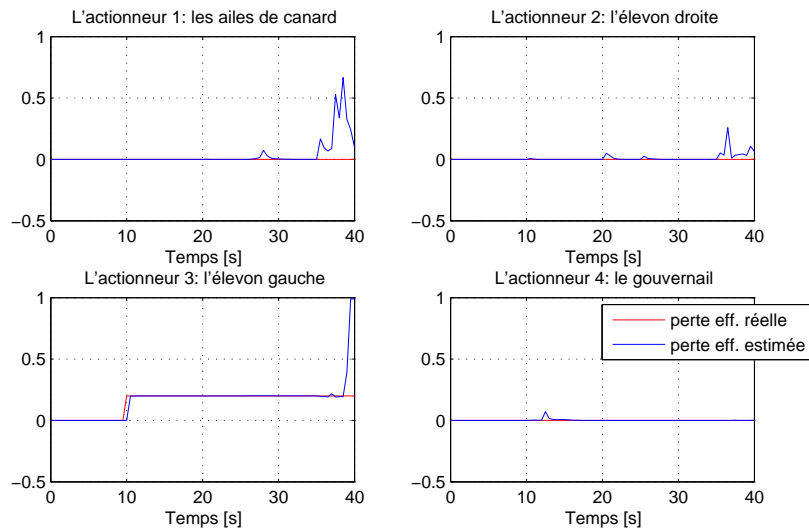 L'actionneur 1: les ailes de canard
1
0.5
0
−0.5
0 10 20 30 40
Temps [s]
L'actionneur 2: l'élevon droite
1
0.5
0
−0.5
0 10 20 30 40
Temps [s]
L'actionneur 3: l'élevon gauche
1
0.5
0
−0.5
0 10 20 30 40
Temps [s]
L'actionneur 4: le gouvernail
1
0.5
0
−0.5
0 10 20 30 40
Temps [s]
perte eff. réelle
perte eff. estimée